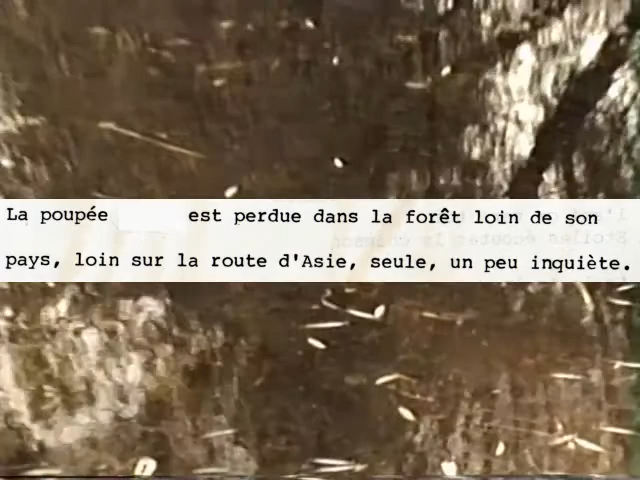 La poupée est perdue dans la forêt loin de son
pays, loin sur la route d'Asie, seule, un peu inquiète.